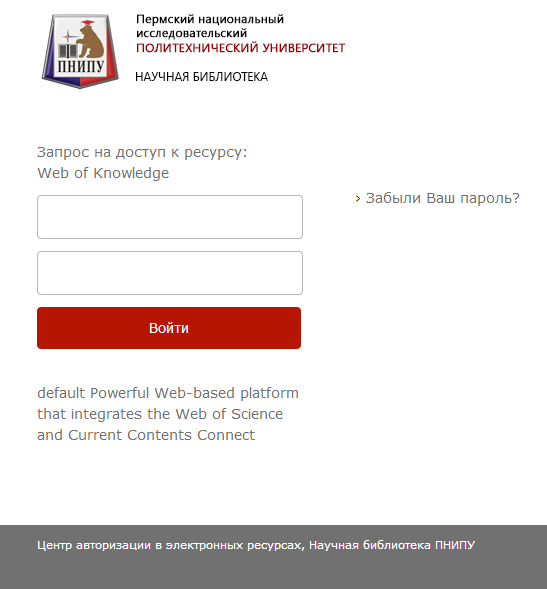 ПНИПУ
Пермский национальный
исследовательский
ПОЛИТЕХНИЧЕСКИЙ УНИВЕРСИТЕТ
НАУЧНАЯ БИБЛИОТЕКА
Запрос на доступ к ресурсу:
Web of Knowledge
› Забыли Ваш пароль?
Войти
default Powerful Web-based platform
that integrates the Web of Science
and Current Contents Connect
Центр авторизации в электронных ресурсах, Научная библиотека ПНИПУ